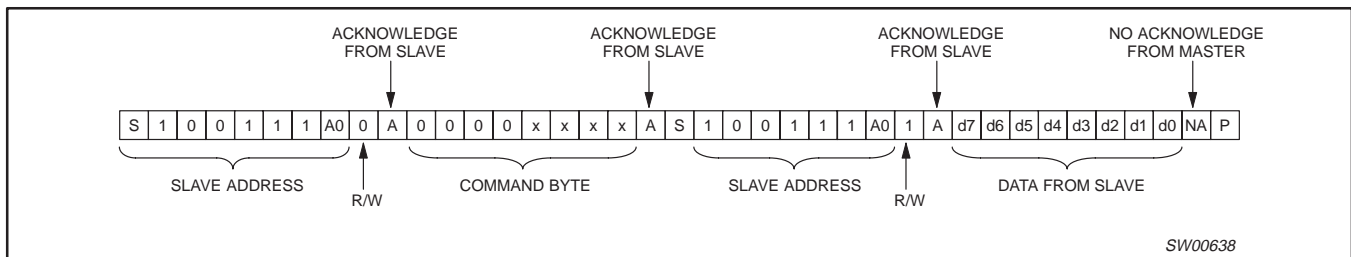 ACKNOWLEDGE
FROM SLAVE
ACKNOWLEDGE
FROM SLAVE
ACKNOWLEDGE
FROM SLAVE
NO ACKNOWLEDGE
FROM MASTER
S 1 0 0 1 1 1 A0 0 A 0 0 0 0 x x x x A S 1 0 0 1 1 1 A0 1 A d7 d6 d5 d4 d3 d2 d1 d0 NA P
SLAVE ADDRESS
R/W
COMMAND BYTE
SLAVE ADDRESS
R/W
DATA FROM SLAVE
SW00638